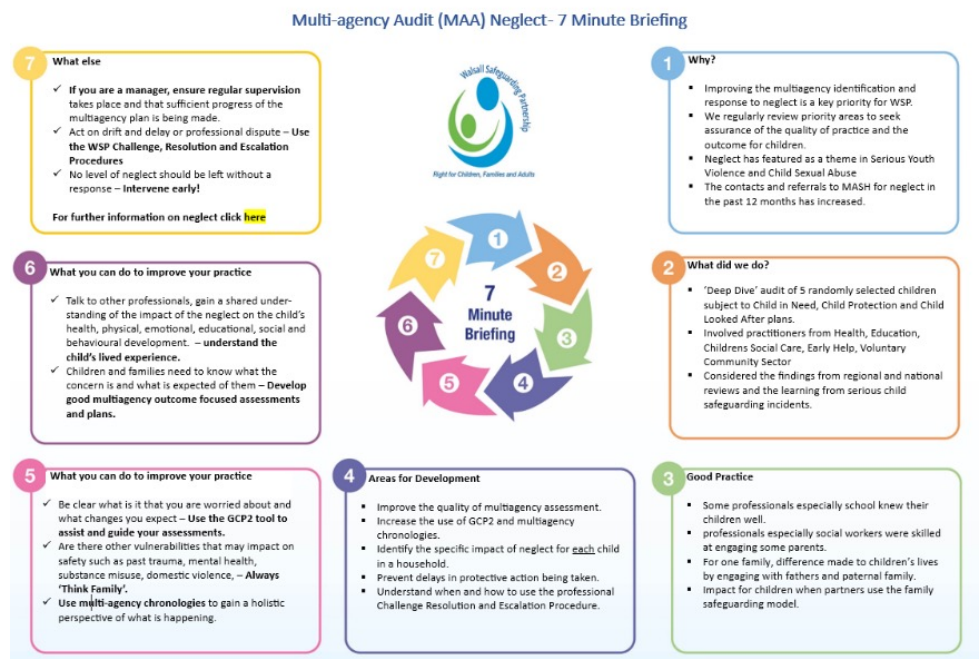 Multi-agency Audit (MAA) Neglect- 7 Minute Briefing
Walsall Safeguarding Partnership
Right for Children, Families and Adults
1
Why?
▪ Improving the multiagency identification and
response to neglect is a key priority for WSP.
▪ We regularly review priority areas to seek
assurance of the quality of practice and the
outcome for children.
▪ Neglect has featured as a theme in Serious Youth
Violence and Child Sexual Abuse
▪ The contacts and referrals to MASH for neglect in
the past 12 months has increased.
2
What did we do?
▪ ‘Deep Dive’ audit of 5 randomly selected children
subject to Child in Need, Child Protection and Child
Looked After plans.
▪ Involved practitioners from Health, Education,
Childrens Social Care, Early Help, Voluntary
Community Sector
▪ Considered the findings from regional and national
reviews and the learning from serious child
safeguarding incidents.
3
Good Practice
▪ Some professionals especially school knew their
children well.
▪ professionals especially social workers were skilled
at engaging some parents.
▪ For one family, difference made to children’s lives
by engaging with fathers and paternal family.
▪ Impact for children when partners use the family
safeguarding model.
4
Areas for Development
▪ Improve the quality of multiagency assessment.
▪ Increase the use of GCP2 and multiagency
chronologies.
▪ Identify the specific impact of neglect for each child
in a household.
▪ Prevent delays in protective action being taken.
▪ Understand when and how to use the professional
Challenge Resolution and Escalation Procedure.
5
What you can do to improve your practice
✓ Be clear what is it that you are worried about and
what changes you expect – Use the GCP2 tool to
assist and guide your assessments.
✓ Are there other vulnerabilities that may impact on
safety such as past trauma, mental health,
substance misuse, domestic violence, – Always
‘Think Family’.
✓ Use multi-agency chronologies to gain a holistic
perspective of what is happening.
6
What you can do to improve your practice
✓ Talk to other professionals, gain a shared under-
standing of the impact of the neglect on the child’s
health, physical, emotional, educational, social and
behavioural development. – understand the
child’s lived experience.
✓ Children and families need to know what the
concern is and what is expected of them – Develop
good multiagency outcome focused assessments
and plans.
7
What else
✓ If you are a manager, ensure regular supervision
takes place and that sufficient progress of the
multiagency plan is being made.
✓ Act on drift and delay or professional dispute – Use
the WSP Challenge, Resolution and Escalation
Procedures
✓ No level of neglect should be left without a
response – Intervene early!
For further information on neglect click here
1
2
3
4
5
6
7
7
Minute
Briefing